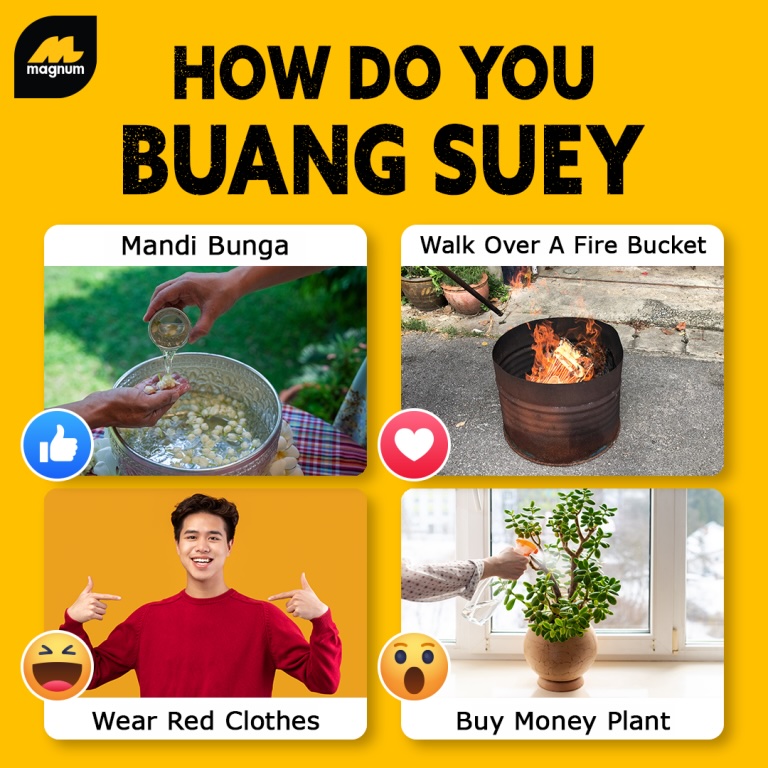 magnum
HOW DO YOU
BUANG SUEY
Mandi Bunga
Walk Over A Fire Bucket
Wear Red Clothes
Buy Money Plant